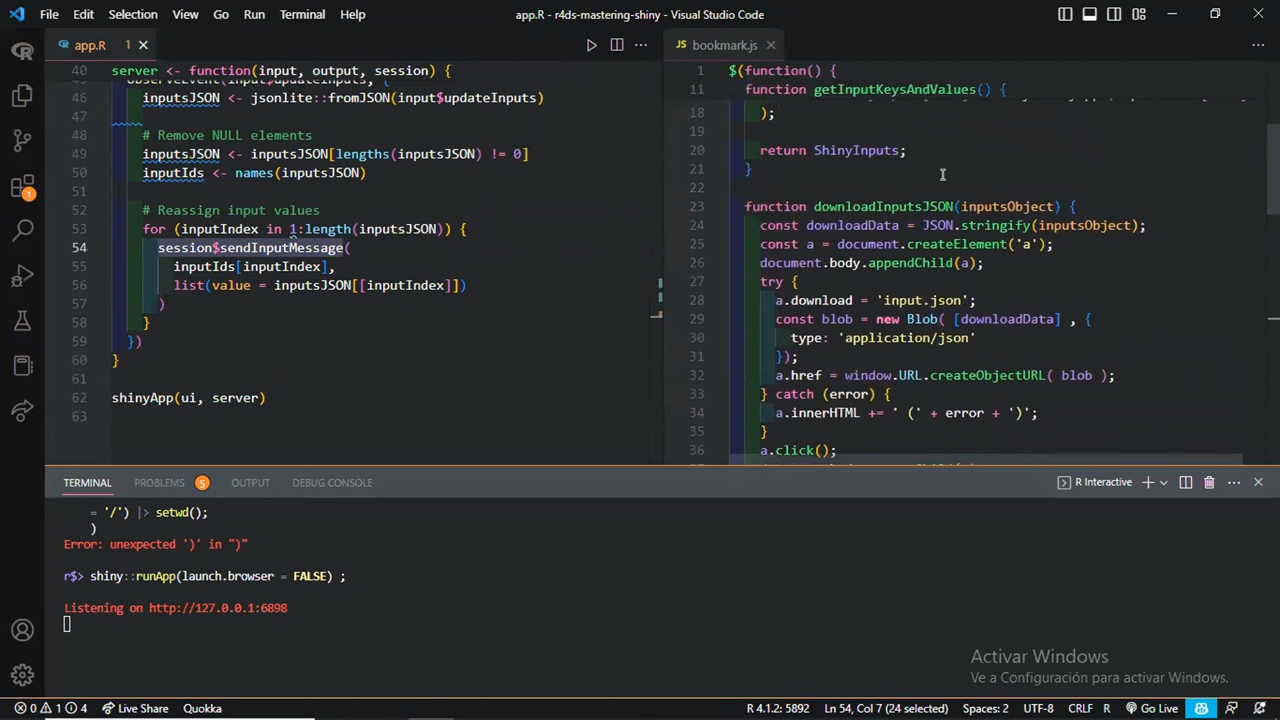 File Edit Selection View Go Run Terminal Help
app.R - r4ds-mastering-shiny - Visual Studio Code
app.R 1
JS bookmark.js
40 server <- function(input, output, session) {
46 inputsJSON <- jsonlite::fromJSON(input$updateInputs)
47
48 # Remove NULL elements
49 inputsJSON <- inputsJSON[lengths(inputsJSON) != 0]
50 inputIds <- names(inputsJSON)
51
52 # Reassign input values
53 for (inputIndex in 1:length(inputsJSON)) {
54 session$sendInputMessage(
55 inputIds[inputIndex],
56 list(value = inputsJSON[[inputIndex]])
57 )
58 }
59 })
60 }
61
62 shinyApp(ui, server)
63
1 $(function() {
11 function getInputKeysAndValues() {
18 );
19
20 return ShinyInputs;
21 }
22
23 function downloadInputsJSON(inputsObject) {
24 const downloadData = JSON.stringify(inputsObject);
25 const a = document.createElement('a');
26 document.body.appendChild(a);
27 try {
28 a.download = 'input.json';
29 const blob = new Blob( [downloadData] , {
30 type: 'application/json'
31 });
32 a.href = window.URL.createObjectURL( blob );
33 } catch (error) {
34 a.innerHTML += ' (' + error + ')';
35 }
36 a.click();
TERMINAL PROBLEMS 5 OUTPUT DEBUG CONSOLE
R Interactive
= '/') |> setwd();
)
Error: unexpected ')' in ")"
r$> shiny::runApp(launch.browser = FALSE) ;
Listening on http://127.0.0.1:6898
Activar Windows
Ve a Configuración para activar Windows.
0 1 4 Live Share Quokka
R 4.1.2: 5892 Ln 54, Col 7 (24 selected) Spaces: 2 UTF-8 CRLF R Go Live